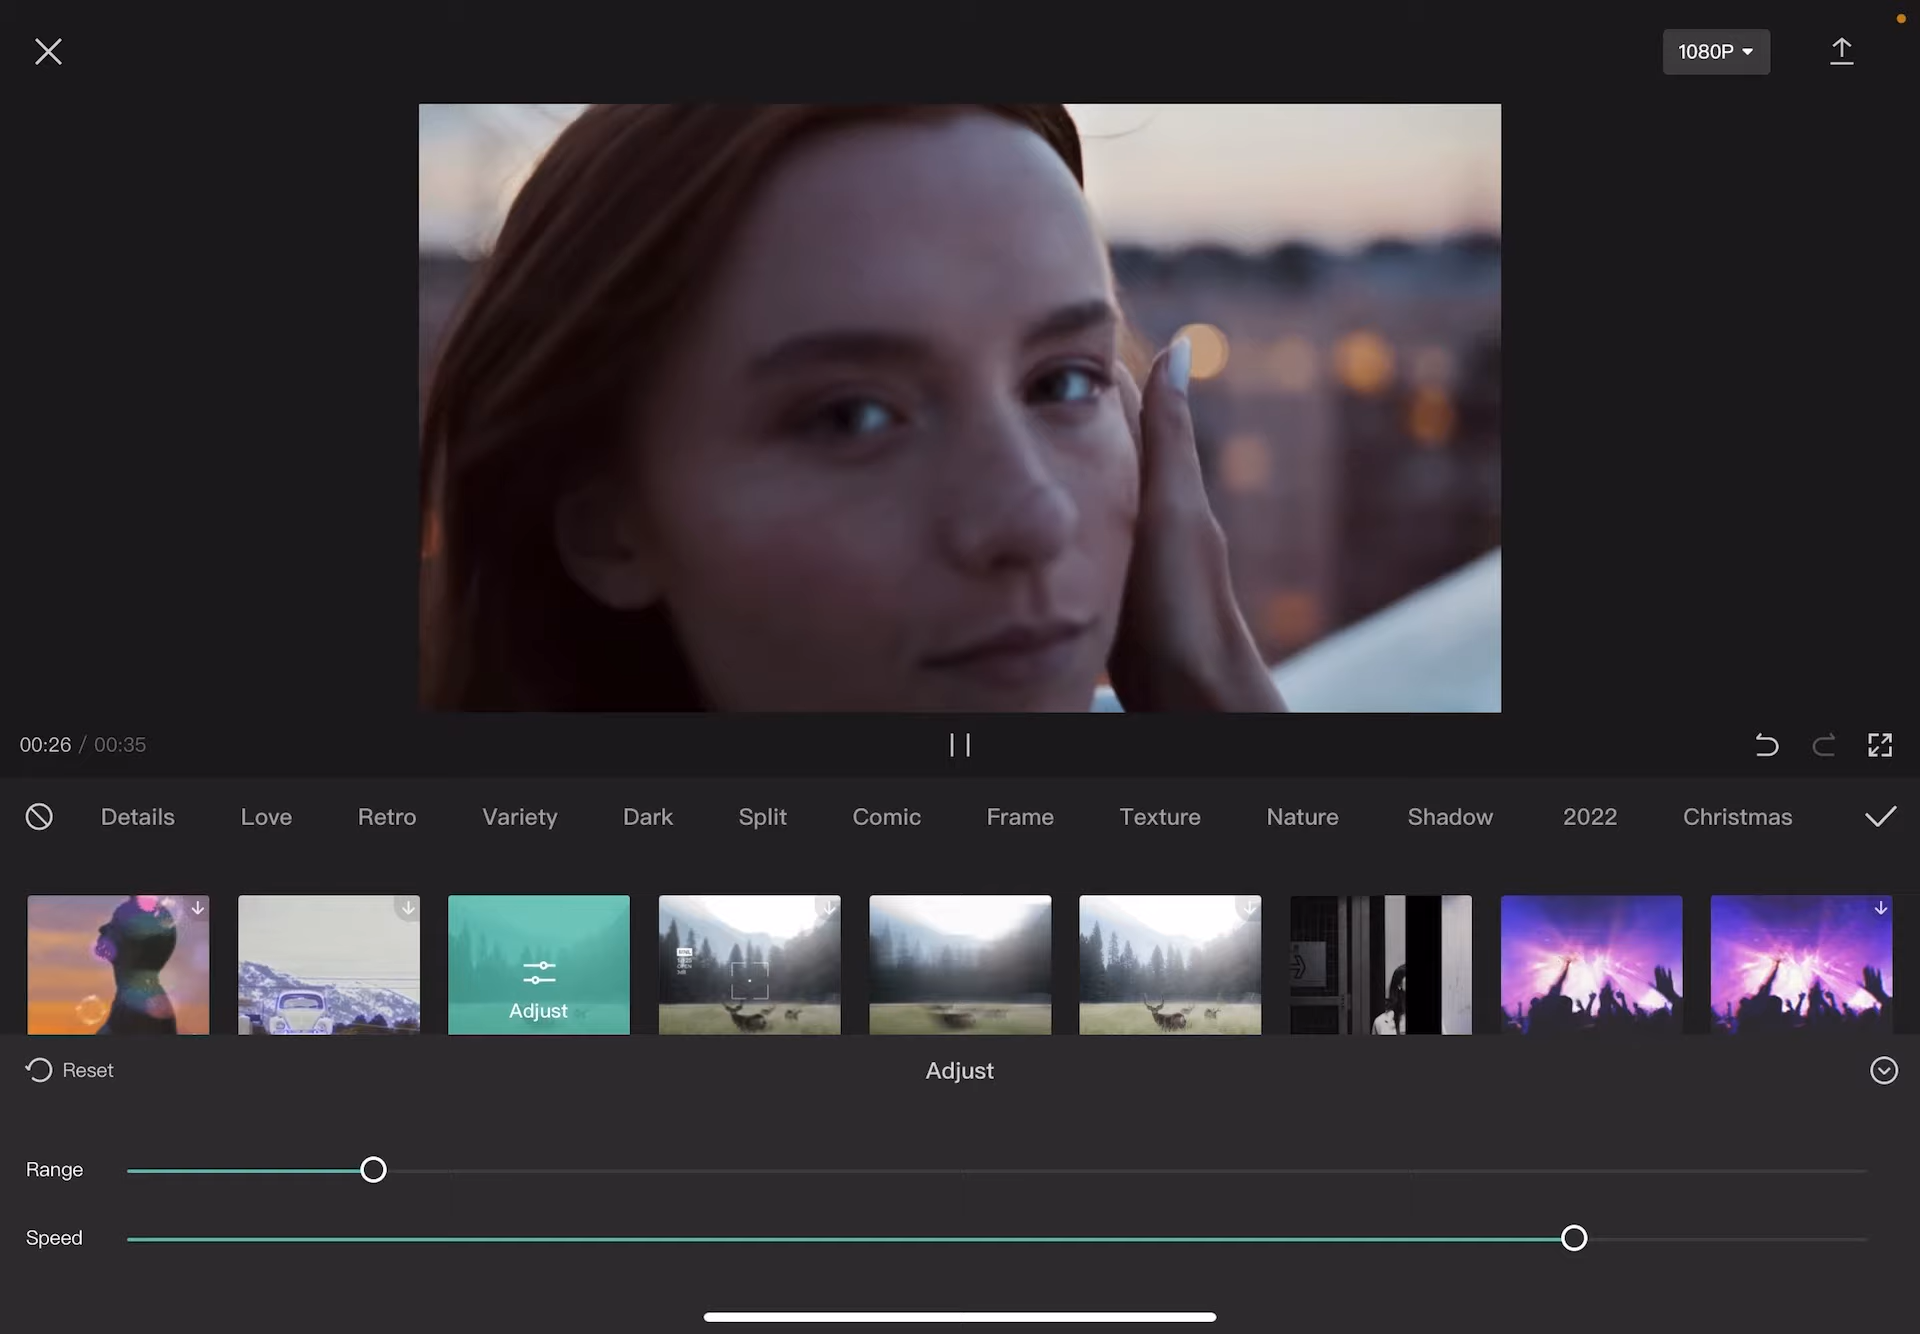 1080P
00:26 / 00:35
Details Love Retro Variety Dark Split Comic Frame Texture Nature Shadow 2022 Christmas
Adjust
Reset
Adjust
Range
Speed